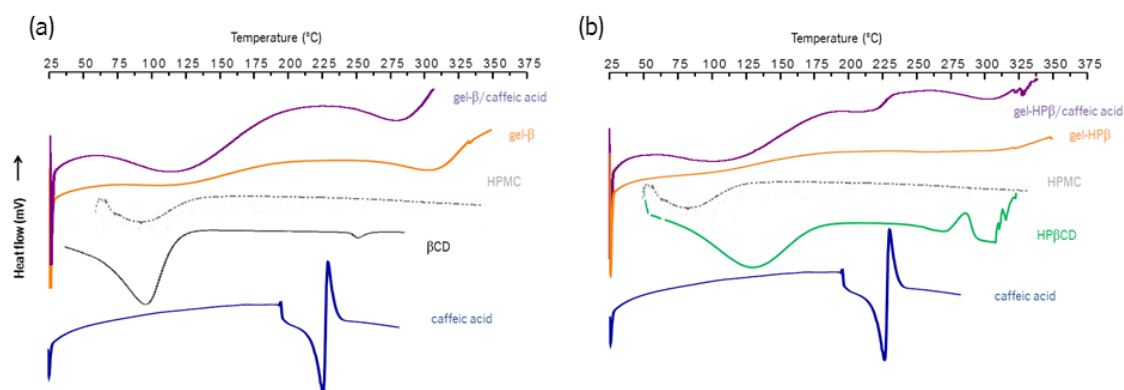 (a)
Temperature (°C)
25 50 75 100 125 150 175 200 225 250 275 300 325 350 375
gel-β/caffeic acid
gel-β
HPMC
βCD
caffeic acid
Heat flow (mV)
(b)
Temperature (°C)
25 50 75 100 125 150 175 200 225 250 275 300 325 350 375
gel-HPβ/caffeic acid
gel-HPβ
HPMC
HPβCD
caffeic acid